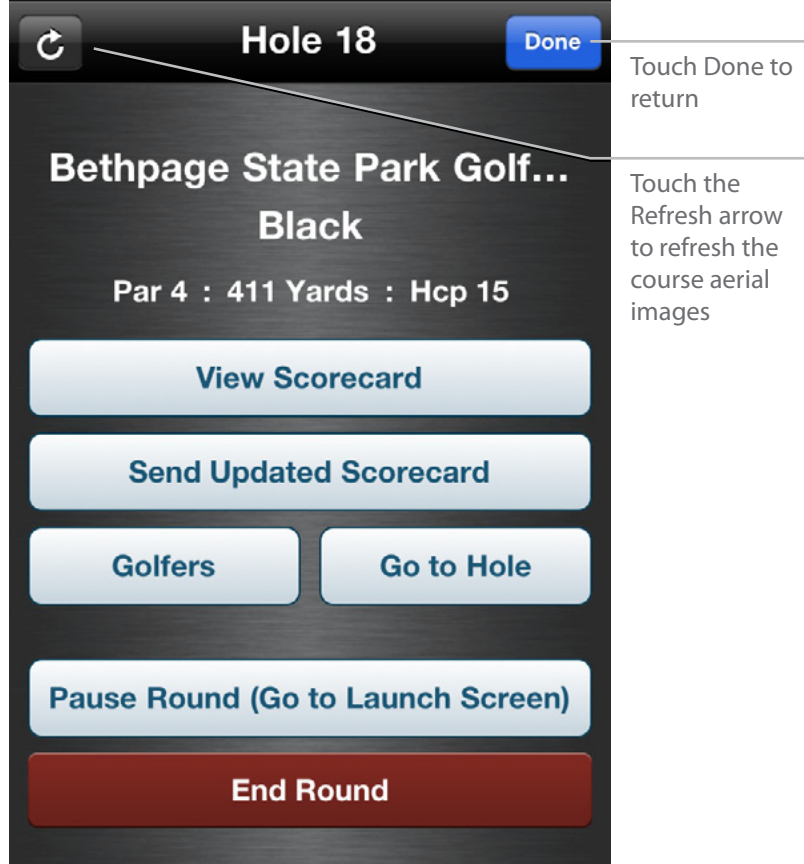 Hole 18
Done
Bethpage State Park Golf...
Black
Par 4 : 411 Yards : Hcp 15
View Scorecard
Send Updated Scorecard
Golfers
Go to Hole
Pause Round (Go to Launch Screen)
End Round
Touch Done to
return
Touch the
Refresh arrow
to refresh the
course aerial
images